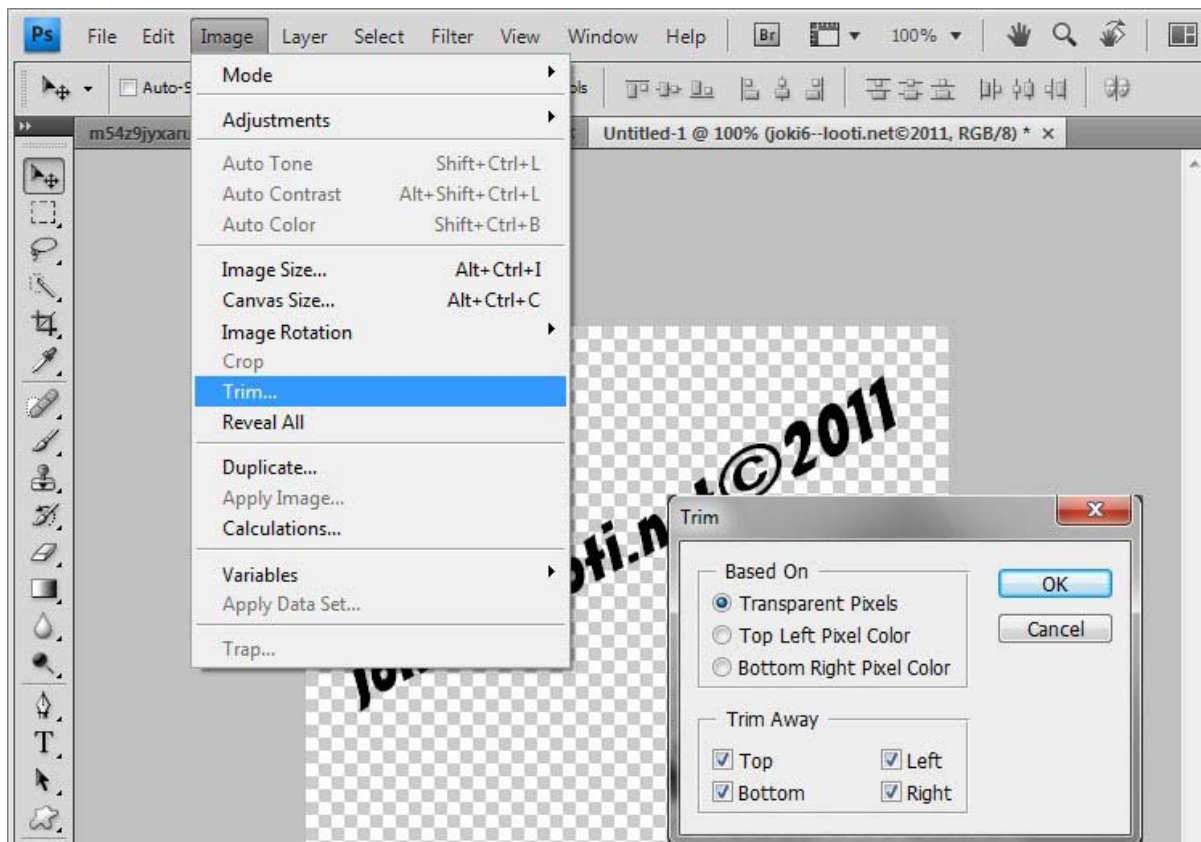 Ps File Edit Image Layer Select Filter View Window Help Br 100%
Auto-S
m54z9jyxaru
Untitled-1 @ 100% (joki6--looti.net©2011, RGB/8) * ×
Mode
Adjustments
Auto Tone Shift+Ctrl+L
Auto Contrast Alt+Shift+Ctrl+L
Auto Color Shift+Ctrl+B
Image Size... Alt+Ctrl+I
Canvas Size... Alt+Ctrl+C
Image Rotation
Crop
Trim...
Reveal All
Duplicate...
Apply Image...
Calculations...
Variables
Apply Data Set...
Trap...
oti.n t©2011
Trim
Based On
Transparent Pixels
Top Left Pixel Color
Bottom Right Pixel Color
OK
Cancel
Trim Away
Top Left
Bottom Right
T